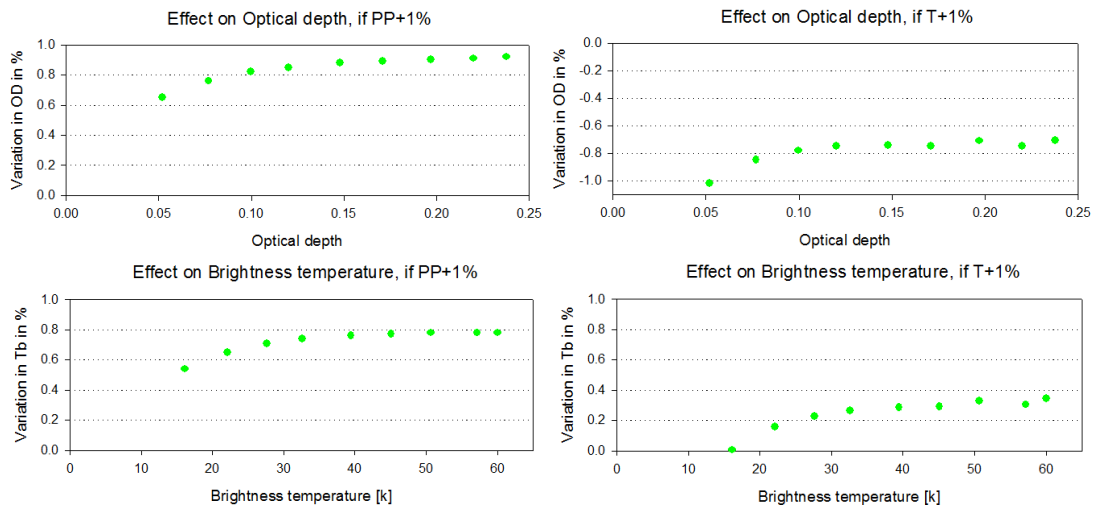 Effect on Optical depth, if PP+1%
Variation in OD in %
1.0
0.8
0.6
0.4
0.2
0.0
0.00 0.05 0.10 0.15 0.20 0.25
Optical depth
Effect on Optical depth, if T+1%
Variation in OD in %
0.0
-0.2
-0.4
-0.6
-0.8
-1.0
0.00 0.05 0.10 0.15 0.20 0.25
Optical depth
Effect on Brightness temperature, if PP+1%
Variation in Tb in %
1.0
0.8
0.6
0.4
0.2
0.0
0 10 20 30 40 50 60
Brightness temperature [k]
Effect on Brightness temperature, if T+1%
Variation in Tb in %
1.0
0.8
0.6
0.4
0.2
0.0
0 10 20 30 40 50 60
Brightness temperature [k]